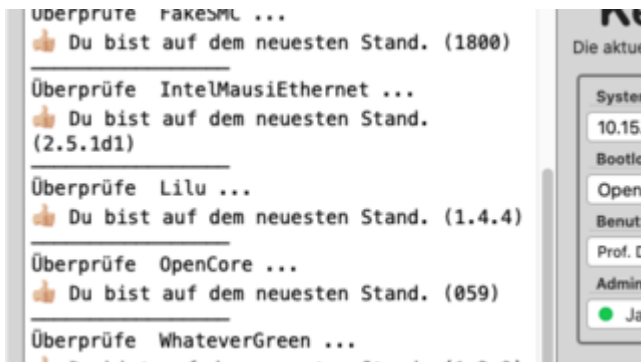 Überprüfe FakeSMC ...
👍🏼 Du bist auf dem neuesten Stand. (1800)
Überprüfe IntelMausiEthernet ...
👍🏼 Du bist auf dem neuesten Stand.
(2.5.1d1)
Überprüfe Lilu ...
👍🏼 Du bist auf dem neuesten Stand. (1.4.4)
Überprüfe OpenCore ...
👍🏼 Du bist auf dem neuesten Stand. (059)
Überprüfe WhateverGreen ...
Die aktue
System
10.15.
Bootlo
Open
Benut
Prof. D
Admin
Ja